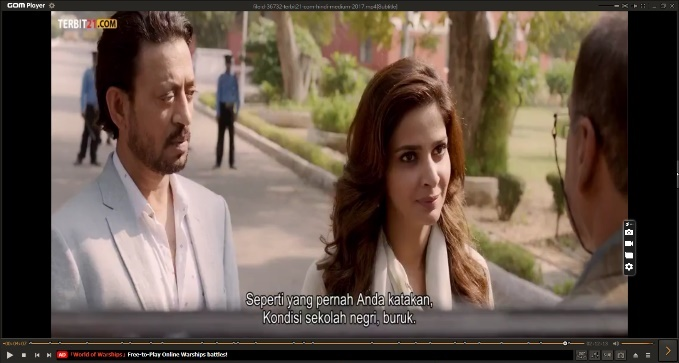 GOM Player
TERBIT21.COM
Seperti yang pernah Anda katakan,
Kondisi sekolah negri, buruk.
AD 「World of Warships」 Free-to-Play Online Warships battles!